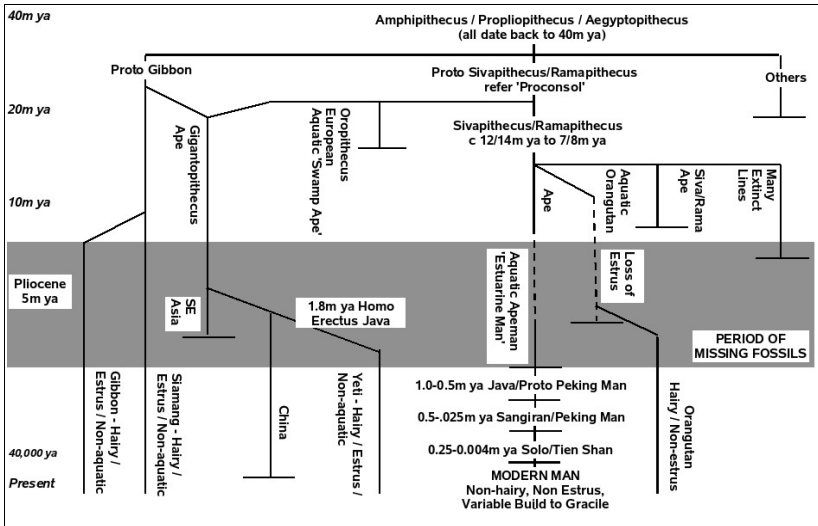 40m ya
Amphipithecus / Propliopithecus / Aegyptopithecus
(all date back to 40m ya)
Proto Gibbon
Proto Sivapithecus/Ramapithecus
refer 'Proconsol'
Others
20m ya
Gigantopithecus
Ape
Oropithecus
European
Aquatic 'Swamp Ape'
Sivapithecus/Ramapithecus
c 12/14m ya to 7/8m ya
Ape
Aquatic
Orangutan
Siva/Rama
Ape
Many
Extinct
Lines
10m ya
Pliocene
5m ya
SE
Asia
1.8m ya Homo
Erectus Java
Aquatic Apeman
'Estuarine Man'
Loss of
Estrus
PERIOD OF
MISSING FOSSILS
Gibbon - Hairy /
Estrus / Non-aquatic
Siamang - Hairy /
Estrus / Non-aquatic
China
Yeti - Hairy / Estrus /
Non-aquatic
1.0-0.5m ya Java/Proto Peking Man
0.5-.025m ya Sangiran/Peking Man
0.25-0.004m ya Solo/Tien Shan
MODERN MAN
Non-hairy, Non Estrus,
Variable Build to Gracile
Orangutan
Hairy / Non-estrus
40,000 ya
Present